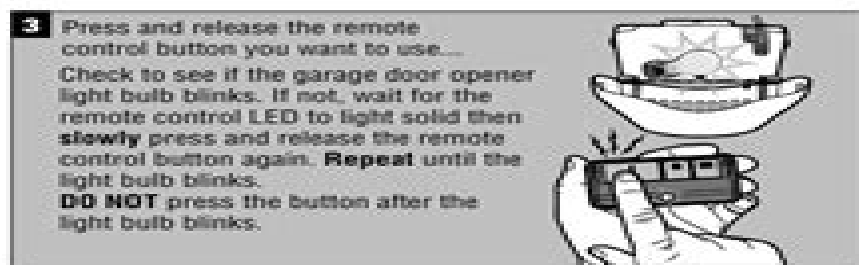 3 Press and release the remote
control button you want to use...
Check to see if the garage door opener
light bulb blinks. If not, wait for the
remote control LED to light solid then
slowly press and release the remote
control button again. Repeat until the
light bulb blinks.
DO NOT press the button after the
light bulb blinks.